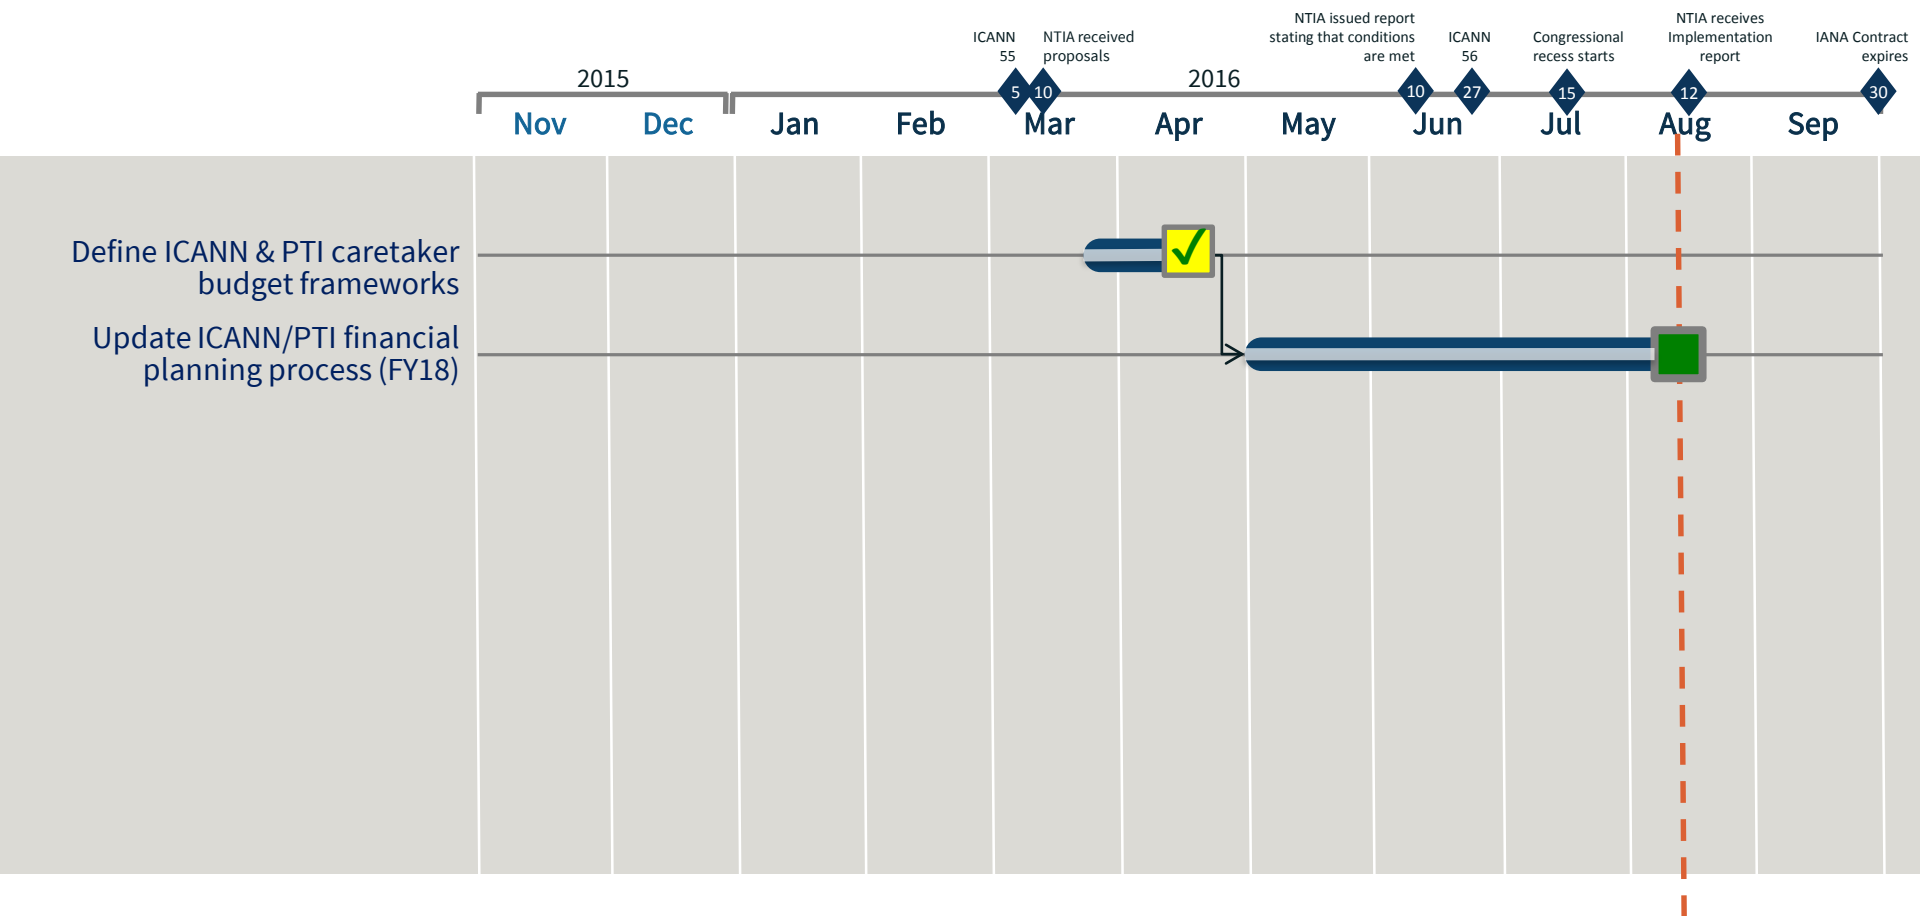 NTIA issued report
stating that conditions
are met
NTIA receives
Implementation
report
ICANN
55
NTIA received
proposals
ICANN
56
Congressional
recess starts
IANA Contract
expires
2015
2016
5
10
10
27
15
12
30
Nov
Dec
Jan
Feb
Mar
Apr
May
Jun
Jul
Aug
Sep
Define ICANN & PTI caretaker
budget frameworks
Update ICANN/PTI financial
planning process (FY18)